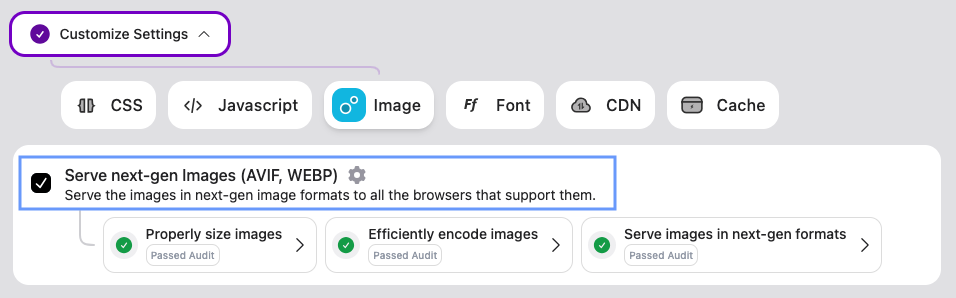 Customize Settings
CSS
Javascript
Image
Ff Font
CDN
Cache
Serve next-gen Images (AVIF, WEBP)
Serve the images in next-gen image formats to all the browsers that support them.
Properly size images
Passed Audit
Efficiently encode images
Passed Audit
Serve images in next-gen formats
Passed Audit